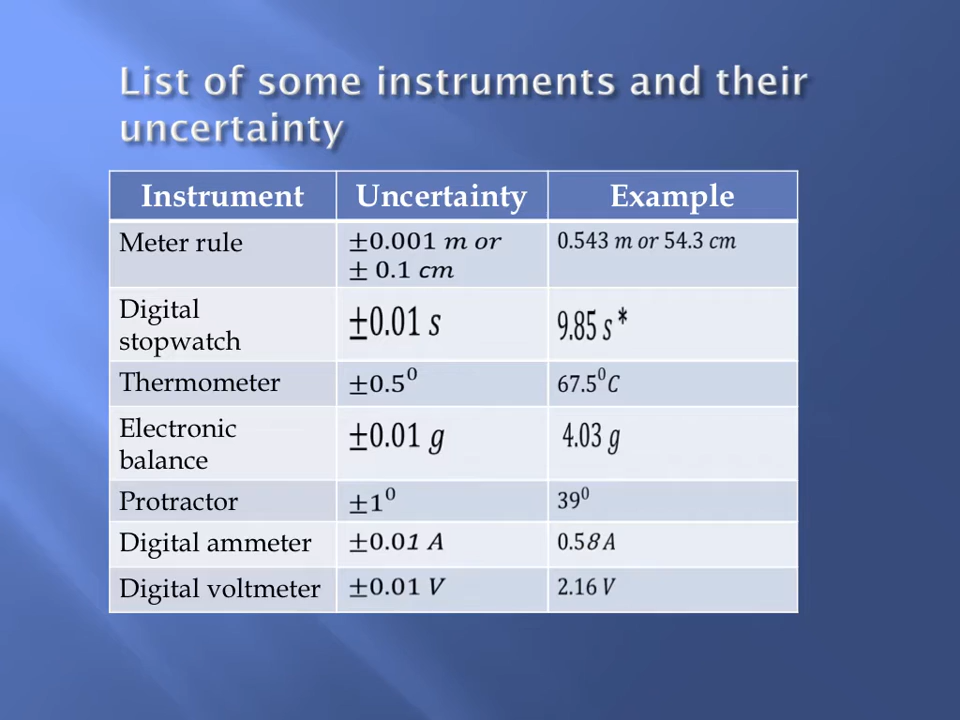 List of some instruments and their
uncertainty
Instrument Uncertainty Example
Meter rule ±0.001 m or 0.543 m or 54.3 cm
± 0.1 cm
Digital
stopwatch ±0.01 s 9.85 s*
Thermometer ±0.5⁰ 67.5⁰C
Electronic
balance ±0.01 g 4.03 g
Protractor ±1⁰ 39⁰
Digital ammeter ±0.01 A 0.58 A
Digital voltmeter ±0.01 V 2.16 V